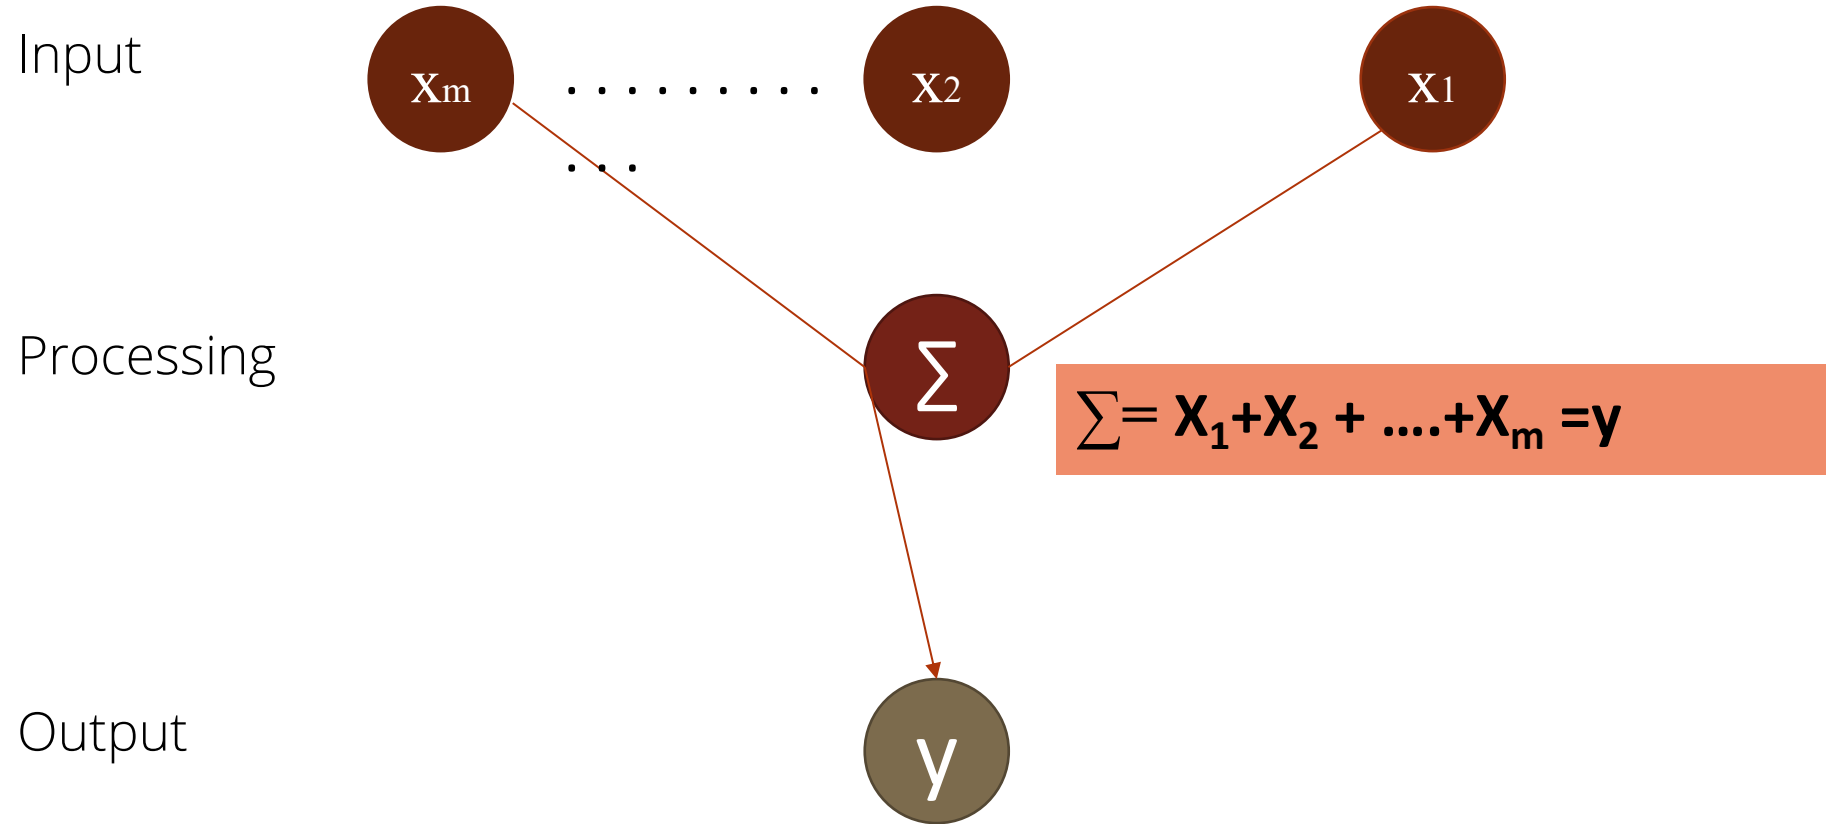 Input
xm ......... x2 x1
...
Processing
∑
∑= X₁+X₂ + ....+Xₘ =y
Output
y